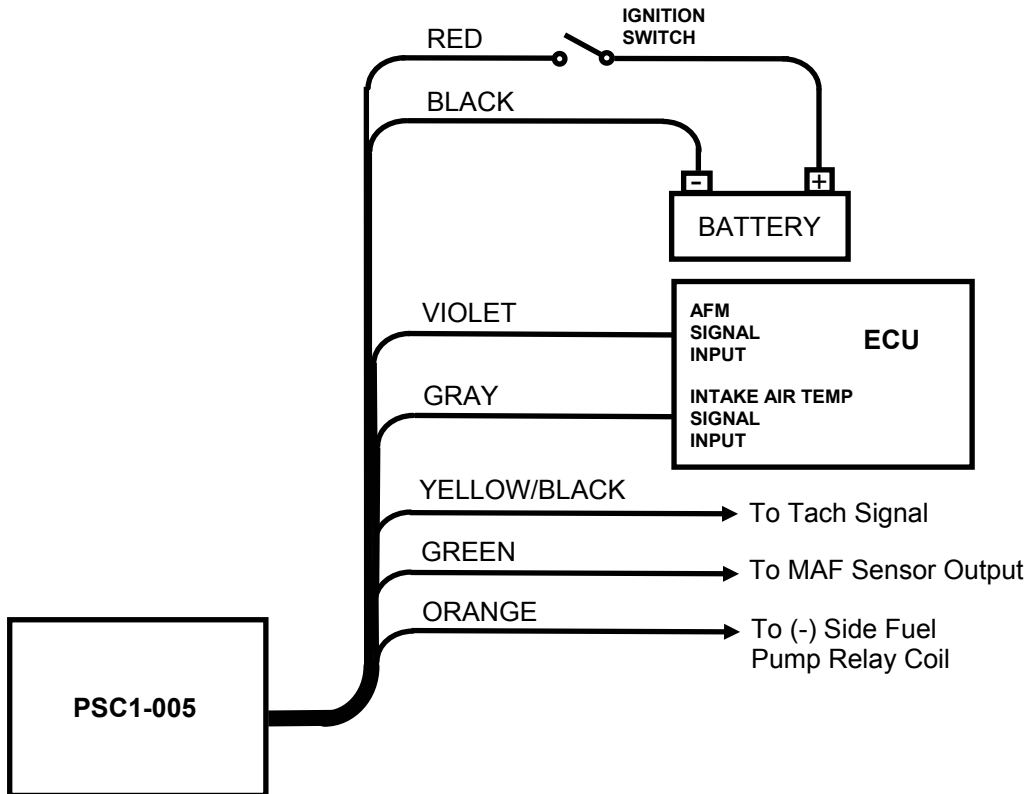 IGNITION
SWITCH
RED
BLACK
-
+
BATTERY
VIOLET
AFM
SIGNAL
INPUT
ECU
GRAY
INTAKE AIR TEMP
SIGNAL
INPUT
YELLOW/BLACK
To Tach Signal
GREEN
To MAF Sensor Output
ORANGE
To (-) Side Fuel
Pump Relay Coil
PSC1-005